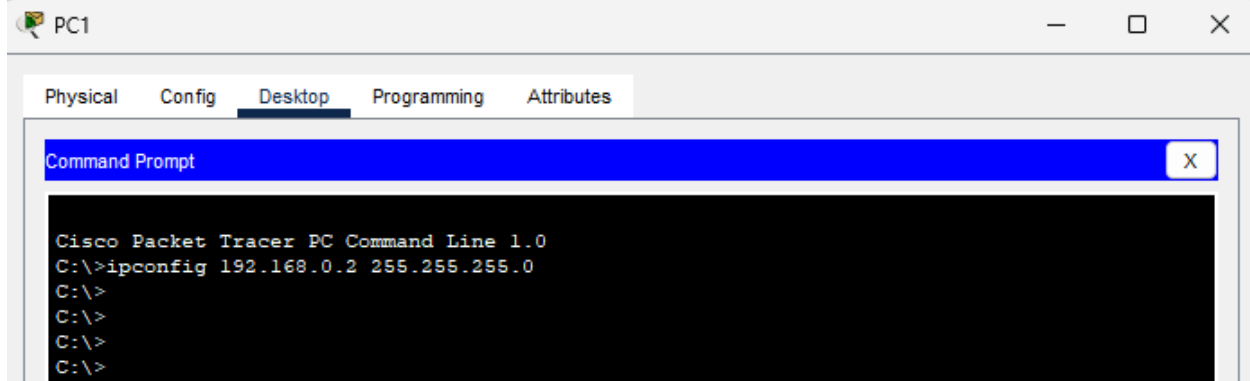 PC1
Physical Config Desktop Programming Attributes
Command Prompt X
Cisco Packet Tracer PC Command Line 1.0
C:\>ipconfig 192.168.0.2 255.255.255.0
C:\>
C:\>
C:\>
C:\>